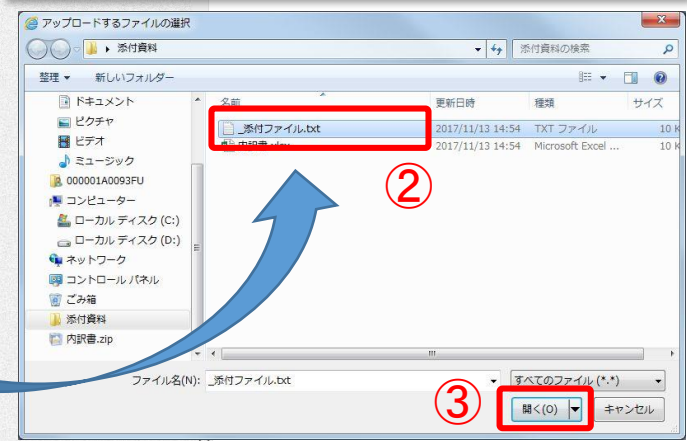 アップロードするファイルの選択
添付資料
添付資料の検索
整理 新しいフォルダー
名前 更新日時 種類 サイズ
ドキュメント
ピクチャ
ビデオ
ミュージック
000001A0093FU
コンピューター
ローカル ディスク (C:)
ローカル ディスク (D:)
ネットワーク
コントロール パネル
ごみ箱
添付資料
内訳書.zip
_添付ファイル.txt 2017/11/13 14:54 TXT ファイル 10 K
内訳書.xlsx 2017/11/13 14:54 Microsoft Excel ... 10 K
②
ファイル名(N): _添付ファイル.txt すべてのファイル (*.*)
③
開く(O) キャンセル